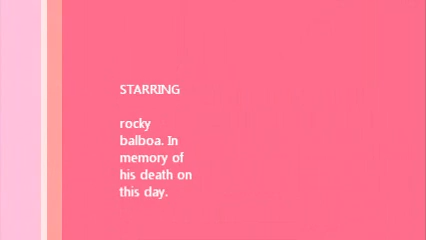 STARRING
rocky
balboa. In
memory of
his death on
this day.